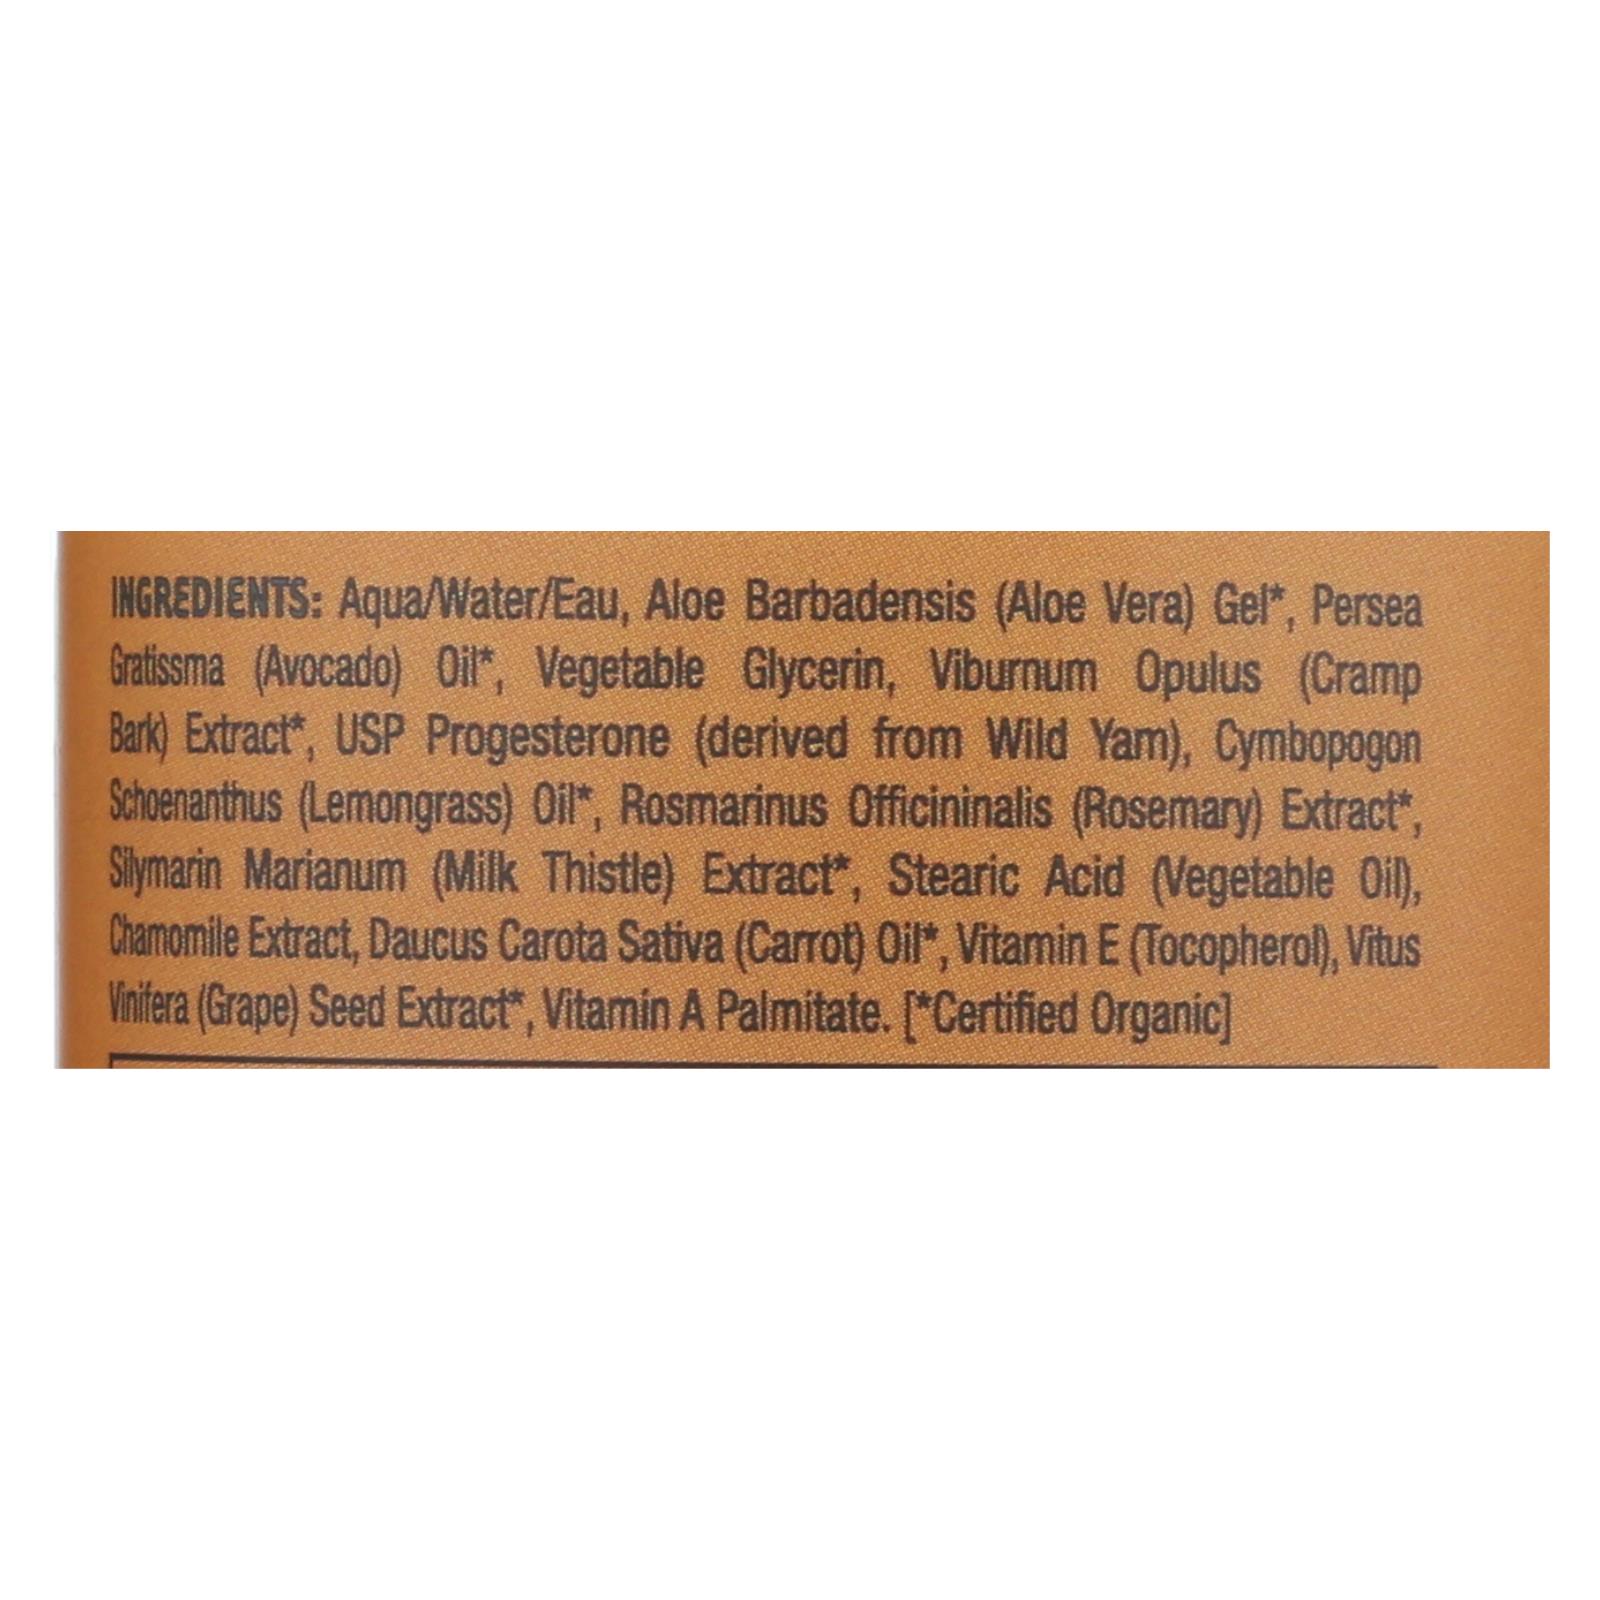 INGREDIENTS: Aqua/Water/Eau, Aloe Barbadensis (Aloe Vera) Gel*, Persea
Gratissma (Avocado) Oil*, Vegetable Glycerin, Viburnum Opulus (Cramp
Bark) Extract*, USP Progesterone (derived from Wild Yam), Cymbopogon
Schoenanthus (Lemongrass) Oil*, Rosmarinus Officininalis (Rosemary) Extract*,
Silymarin Marianum (Milk Thistle) Extract*, Stearic Acid (Vegetable Oil),
Chamomile Extract, Daucus Carota Sativa (Carrot) Oil*, Vitamin E (Tocopherol), Vitus
Vinifera (Grape) Seed Extract*, Vitamin A Palmitate. [*Certified Organic]